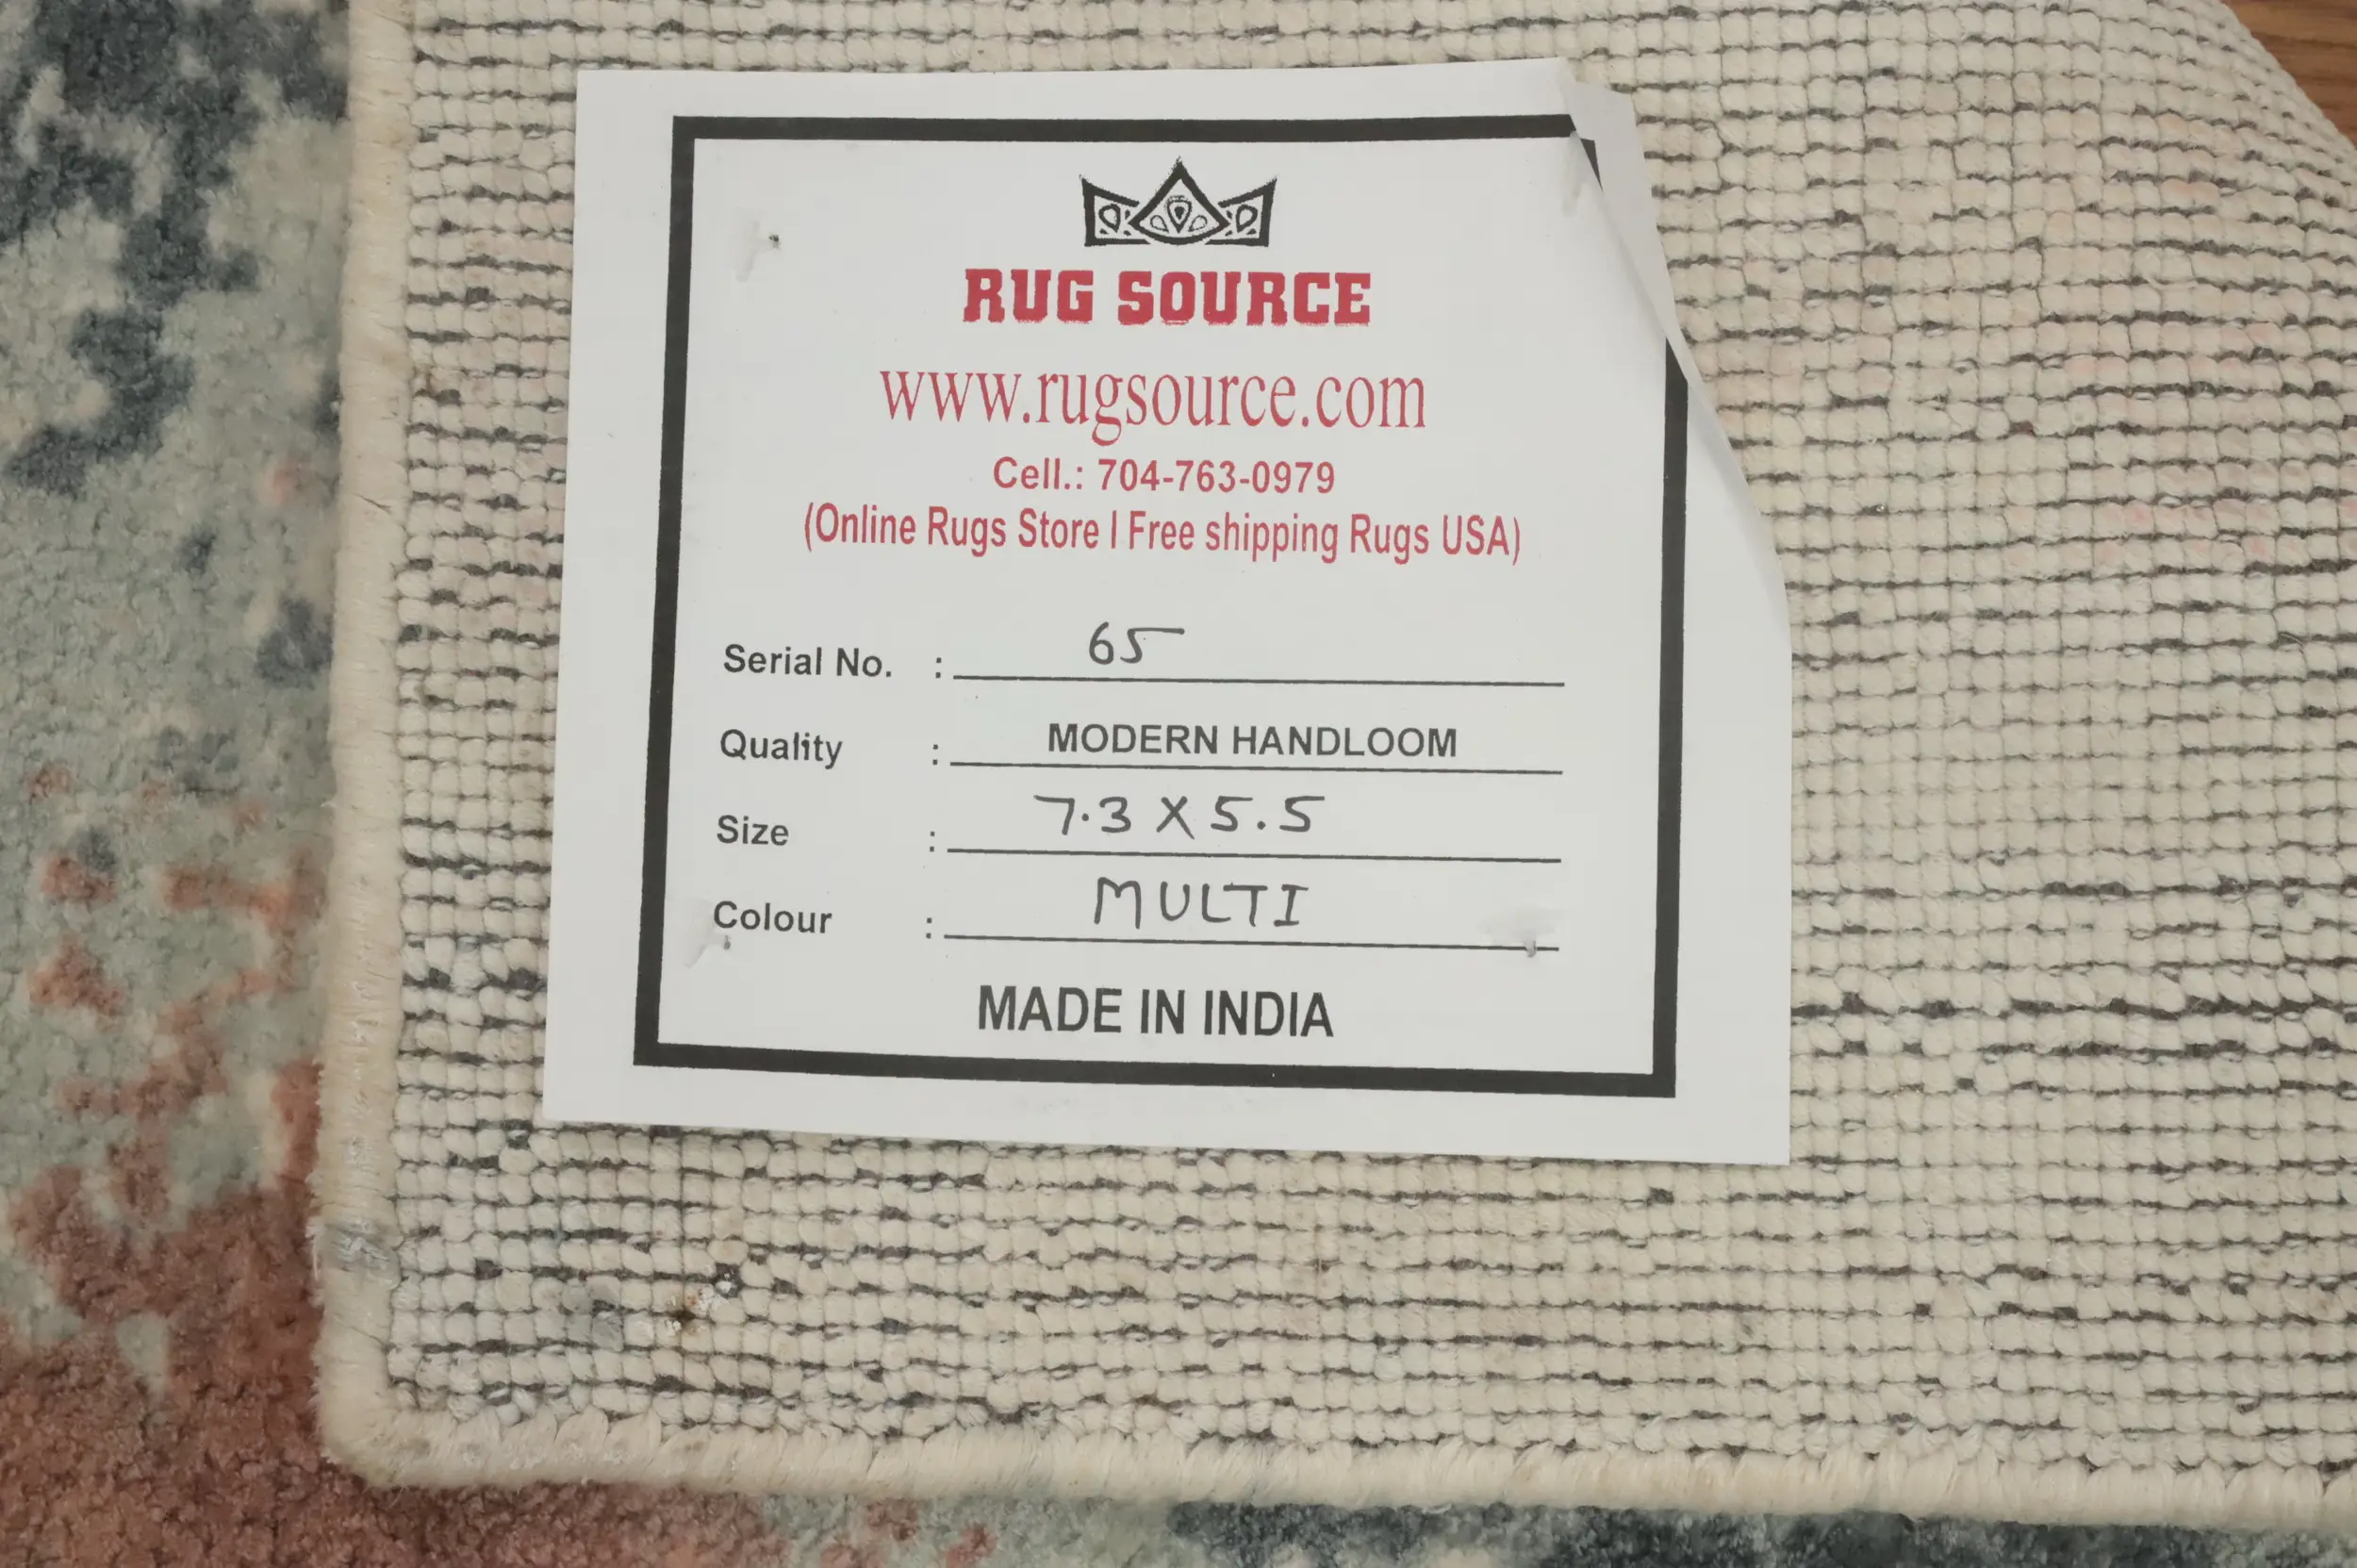 RUG SOURCE
www.rugsource.com
Cell.: 704-763-0979
(Online Rugs Store | Free shipping Rugs USA)
Serial No. : 65
Quality : MODERN HANDLOOM
Size : 7.3 X 5.5
Colour : MULTI
MADE IN INDIA